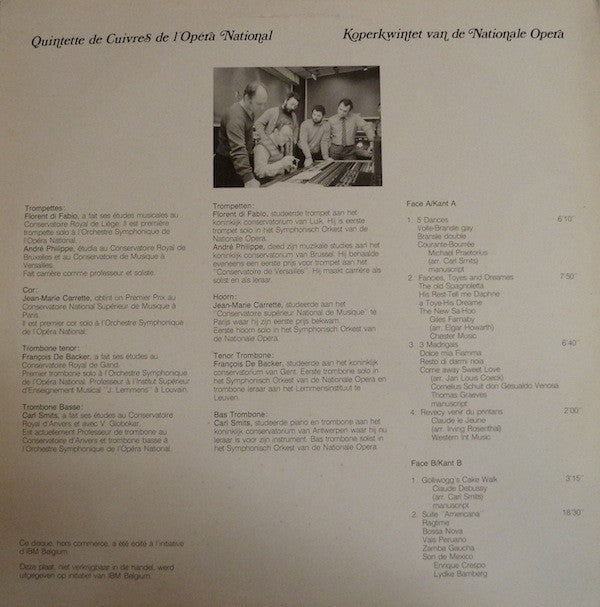 Quintette de Cuivres de l'Opéra National
Koperkwintet van de Nationale Opera
Trompettes:
Florent di Fabio, a fait ses études musicales au
Conservatoire Royal de Liège. Il est première
trompette solo à l'Orchestre Symphonique de
l'Opéra National.
André Philippe, étudia au Conservatoire Royal de
Bruxelles et au Conservatoire de Musique à
Versailles.
Fait carrière comme professeur et soliste.
Cor:
Jean-Marie Carrette, obtint un Premier Prix au
Conservatoire National Supérieur de Musique à
Paris.
Il est premier cor solo à l'Orchestre Symphonique
de l'Opéra National.
Trombone tenor:
François De Backer, a fait ses études au
Conservatoire Royal de Gand.
Premier trombone solo à l'Orchestre Symphonique
de l'Opéra National. Professeur à l'Institut Supérieur
d'Enseignement Musical "J. Lemmens" à Louvain.
Trombone Basse:
Carl Smits, a fait ses études au Conservatoire
Royal d'Anvers et avec V. Globokar.
Est actuellement Professeur de trombone au
Conservatoire d'Anvers et trombone basse à
l'Orchestre Symphonique de l'Opéra National.
Ce disque, hors commerce, a été édité à l'initiative
d'IBM Belgium.
Deze plaat, niet verkrijgbaar in de handel, werd
uitgegeven op initiatief van IBM Belgium.
Trompetten:
Florent di Fabio, studeerde trompet aan het
koninklijk conservatorium van Luik. Hij is eerste
trompet solo in het Symphonisch Orkest van de
Nationale Opera.
André Philippe, deed zijn muzikale studies aan het
koninklijk conservatorium van Brussel. Hij behaalde
eveneens een eerste prijs voor trompet aan het
"Conservatoire de Versailles". Hij maakt carrière als
solist en als leraar.
Hoorn:
Jean-Marie Carrette, studeerde aan het
"Conservatoire supérieur National de Musique" te
Parijs waar hij zijn eerste prijs bekwam.
Eerste hoorn solo in het Symphonisch Orkest van
de Nationale Opera.
Tenor Trombone:
François De Backer, studeerde aan het koninklijk
conservatorium van Gent. Eerste trombone solo in
het Symphonisch Orkest van de Nationale Opera en
trombone leraar aan het Lemmensinstituut te
Leuven.
Bas Trombone:
Carl Smits, studeerde piano en trombone aan het
koninklijk conservatorium van Antwerpen waar hij nu
leraar is voor zijn instrument. Bas trombone solist in
het Symphonisch Orkest van de Nationale Opera.
Face A/Kant A
1. 5 Dances 6'10"
Volte-Bransle gay
Bransle double
Courante-Bourrée
Michael Praetorius
(arr. Carl Smits)
manuscript
2. Fancies, Toyes and Dreames 7'50"
The old Spagnoletta
His Rest-Tell me Daphne
a Toye-His Dreame
The New Sa-Hoo
Giles Farnaby
(arr. Elgar Howarth)
Chester Music
3. 3 Madrigals 6'40"
Dolce mia Fiamma
Resto di darmi noia
Come away Sweet Love
(arr. Jan Louis Coeck)
Cornelius Schuit don Gesualdo Venosa
Thomas Graeves
manuscript
4. Revecy venir du printans 2'00"
Claude le Jeune
(arr. Irving Rosenthal)
Western Int Music
Face B/Kant B
1. Golliwogg's Cake Walk 3'15"
Claude Debussy
(arr. Carl Smits)
manuscript
2. Suite "Americana" 18'30"
Ragtime
Bossa Nova
Vals Peruano
Zamba Gaucha
Son de Mexico
Enrique Crespo
Lydke Bamberg